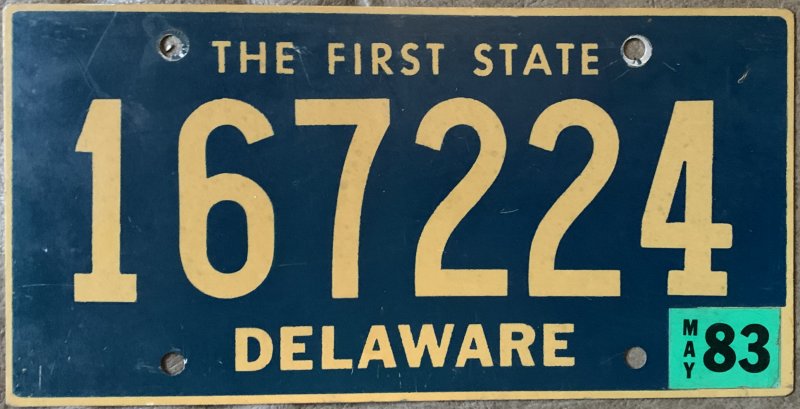 THE FIRST STATE
167224
DELAWARE
MAY 83